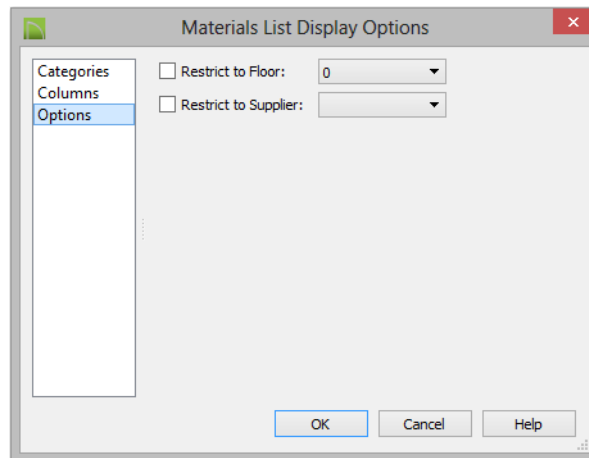 Materials List Display Options
Categories
Columns
Options
Restrict to Floor: 0
Restrict to Supplier:
OK Cancel Help